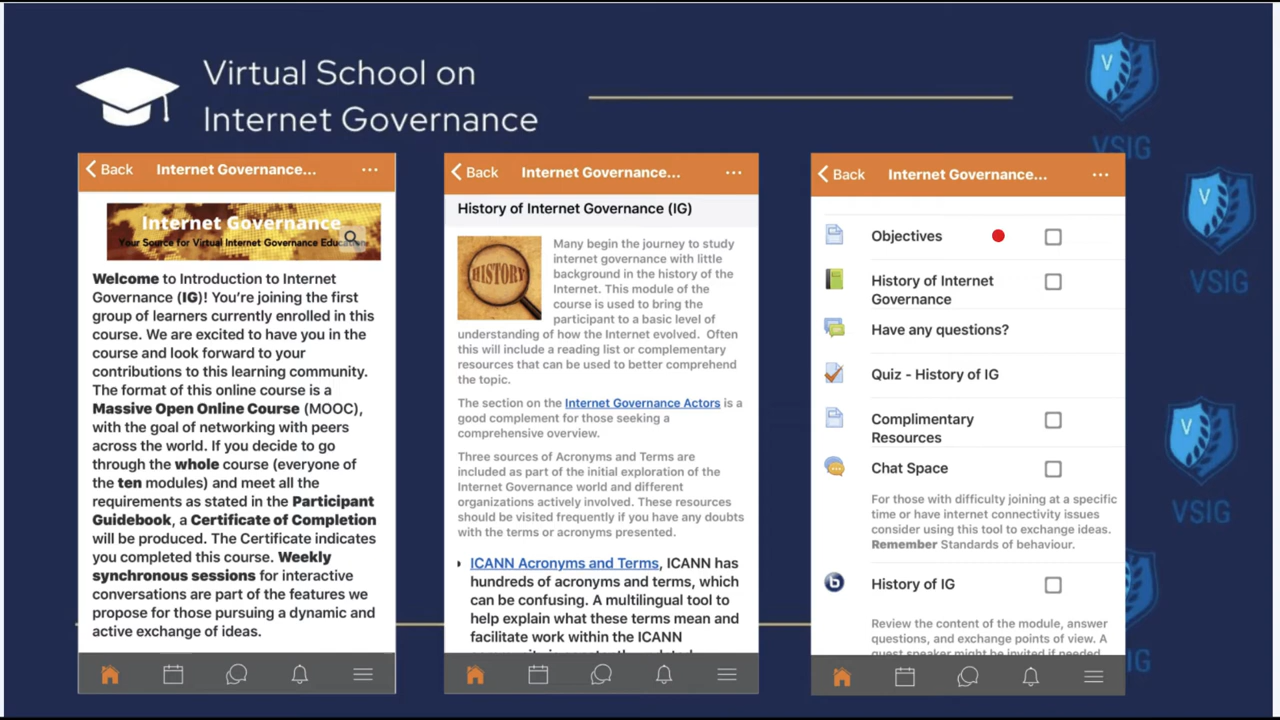 Virtual School on
Internet Governance
VSIG
VSIG
VSIG
IG
Back Internet Governance... ...
Internet Governance
Your Source for Virtual Internet Governance Education
Welcome to Introduction to Internet
Governance (IG)! You're joining the first
group of learners currently enrolled in this
course. We are excited to have you in the
course and look forward to your
contributions to this learning community.
The format of this online course is a
Massive Open Online Course (MOOC),
with the goal of networking with peers
across the world. If you decide to go
through the whole course (everyone of
the ten modules) and meet all the
requirements as stated in the Participant
Guidebook, a Certificate of Completion
will be produced. The Certificate indicates
you completed this course. Weekly
synchronous sessions for interactive
conversations are part of the features we
propose for those pursuing a dynamic and
active exchange of ideas.
Back Internet Governance... ...
History of Internet Governance (IG)
HISTORY
Many begin the journey to study
internet governance with little
background in the history of the
Internet. This module of the
course is used to bring the
participant to a basic level of
understanding of how the Internet evolved. Often
this will include a reading list or complementary
resources that can be used to better comprehend
the topic.
The section on the Internet Governance Actors is a
good complement for those seeking a
comprehensive overview.
Three sources of Acronyms and Terms are
included as part of the initial exploration of the
Internet Governance world and different
organizations actively involved. These resources
should be visited frequently if you have any doubts
with the terms or acronyms presented.
ICANN Acronyms and Terms, ICANN has
hundreds of acronyms and terms, which
can be confusing. A multilingual tool to
help explain what these terms mean and
facilitate work within the ICANN
Back Internet Governance... ...
Objectives
History of Internet
Governance
Have any questions?
Quiz - History of IG
Complimentary
Resources
Chat Space
For those with difficulty joining at a specific
time or have internet connectivity issues
consider using this tool to exchange ideas.
Remember Standards of behaviour.
b
History of IG
Review the content of the module, answer
questions, and exchange points of view. A
guest speaker might be invited if needed